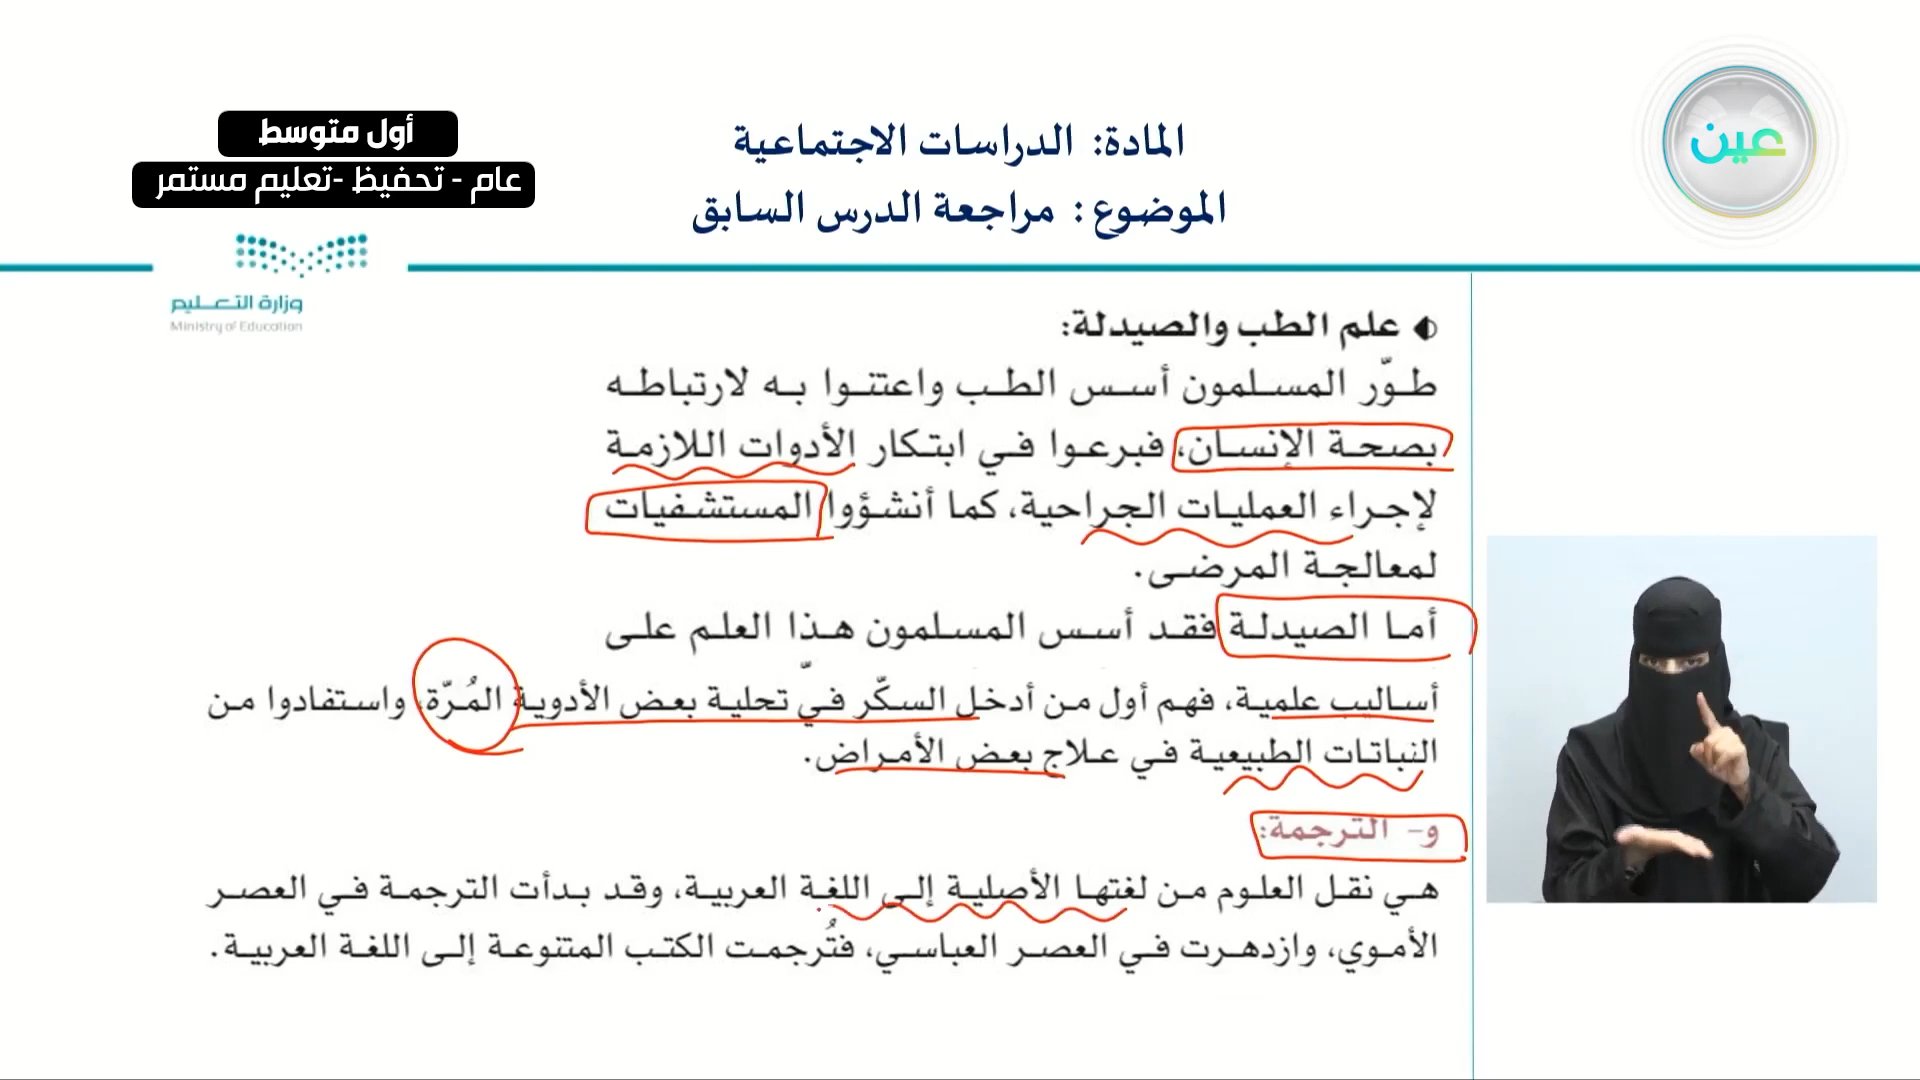 عين
المادة: الدراسات الاجتماعية
الموضوع: مراجعة الدرس السابق
أول متوسط
عام - تحفيظ -تعليم مستمر
وزارة التعليم
Ministry of Education
علم الطب والصيدلة:
طوّر المسلمون أسس الطب واعتنوا به لارتباطه
بصحة الإنسان، فبرعوا في ابتكار الأدوات اللازمة
لإجراء العمليات الجراحية، كما أنشؤوا المستشفيات
لمعالجة المرضى.
أما الصيدلة فقد أسس المسلمون هذا العلم على
أساليب علمية، فهم أول من أدخل السكّر في تحلية بعض الأدوية المُرّة، واستفادوا من
النباتات الطبيعية في علاج بعض الأمراض.
و- الترجمة:
هي نقل العلوم من لغتها الأصلية إلى اللغة العربية، وقد بدأت الترجمة في العصر
الأموي، وازدهرت في العصر العباسي، فتُرجمت الكتب المتنوعة إلى اللغة العربية.